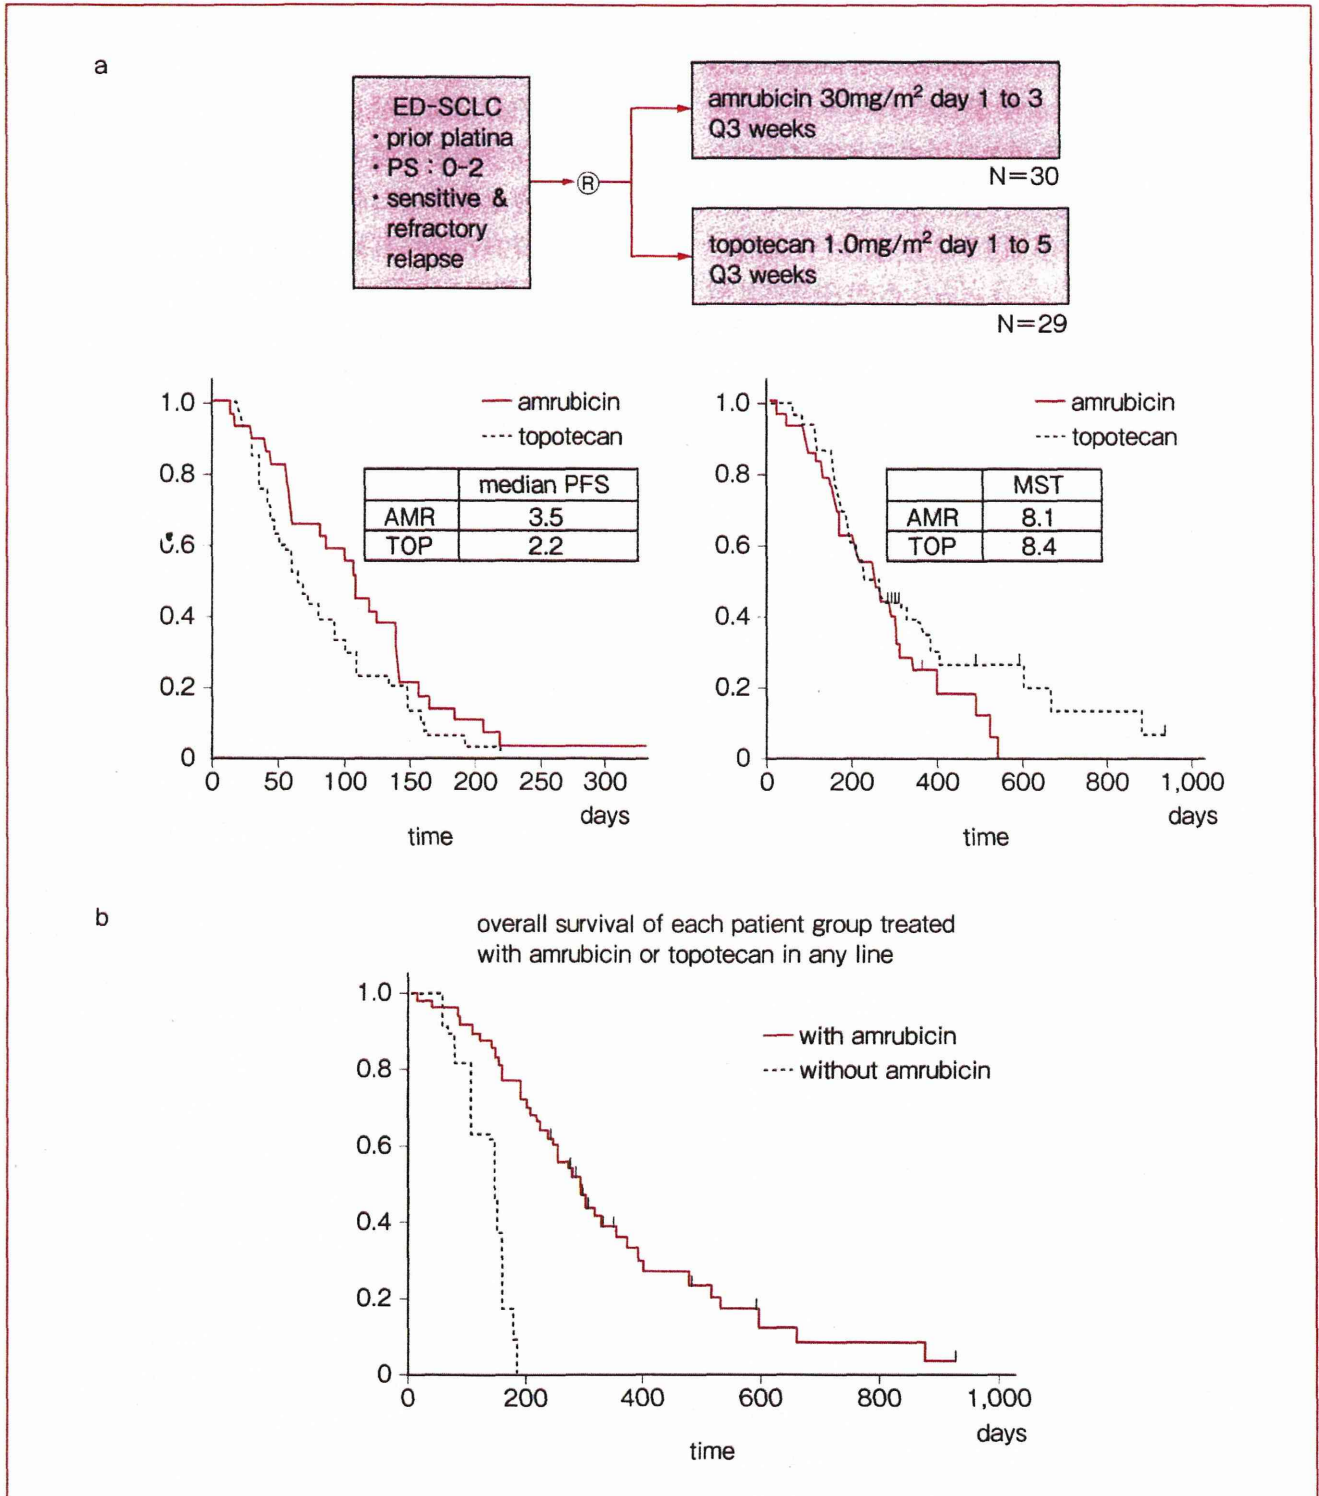 a
ED-SCLC
・prior platina
・PS：0-2
・sensitive &
refractory
relapse
R
amrubicin 30mg/m² day 1 to 3
Q3 weeks
N=30
topotecan 1.0mg/m² day 1 to 5
Q3 weeks
N=29
1.0
0.8
0.6
0.4
0.2
0
amrubicin
topotecan
median PFS
AMR 3.5
TOP 2.2
0 50 100 150 200 250 300
days
time
1.0
0.8
0.6
0.4
0.2
0
amrubicin
topotecan
MST
AMR 8.1
TOP 8.4
0 200 400 600 800 1,000
days
time
b
overall survival of each patient group treated
with amrubicin or topotecan in any line
1.0
0.8
0.6
0.4
0.2
0
with amrubicin
without amrubicin
0 200 400 600 800 1,000
days
time